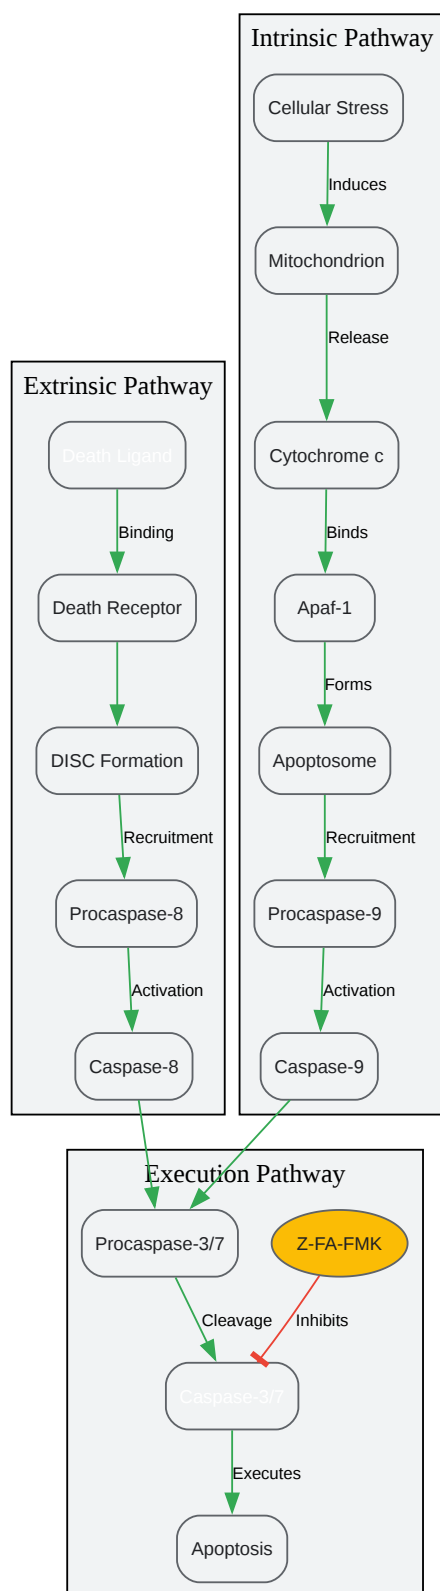 Intrinsic Pathway
Cellular Stress
Induces
Mitochondrion
Release
Cytochrome c
Binds
Apaf-1
Forms
Apoptosome
Recruitment
Procaspase-9
Activation
Caspase-9
Extrinsic Pathway
Death Ligand
Binding
Death Receptor
DISC Formation
Recruitment
Procaspase-8
Activation
Caspase-8
Execution Pathway
Procaspase-3/7
Z-FA-FMK
Cleavage
Inhibits
Caspase-3/7
Executes
Apoptosis